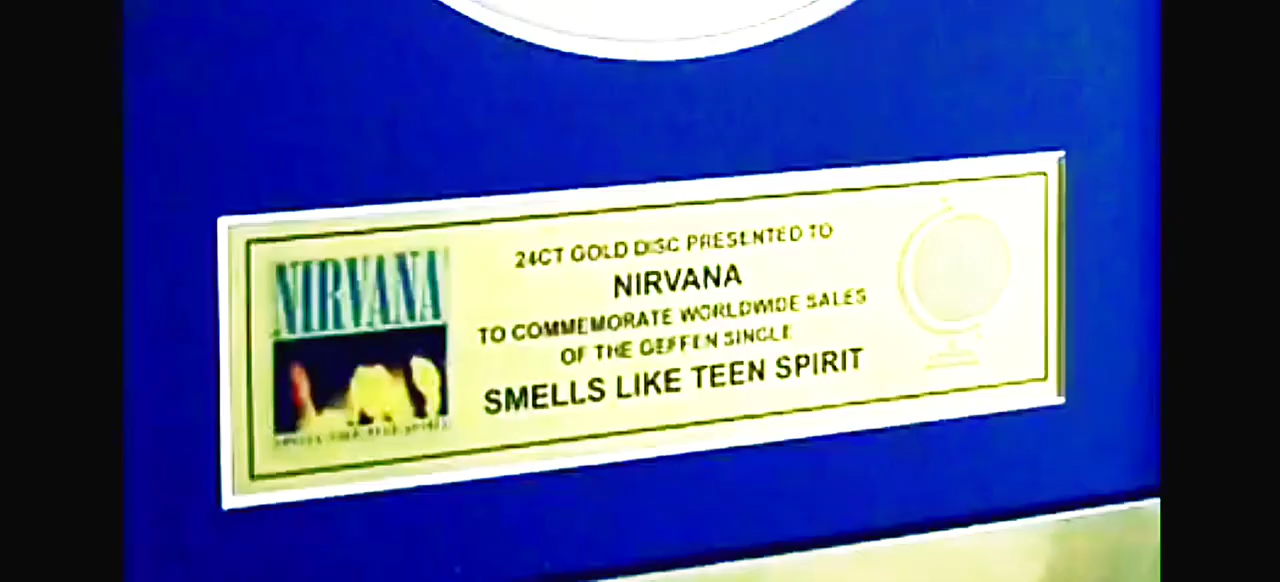 NIRVANA
24CT GOLD DISC PRESENTED TO
NIRVANA
TO COMMEMORATE WORLDWIDE SALES
OF THE GEFFEN SINGLE
SMELLS LIKE TEEN SPIRIT